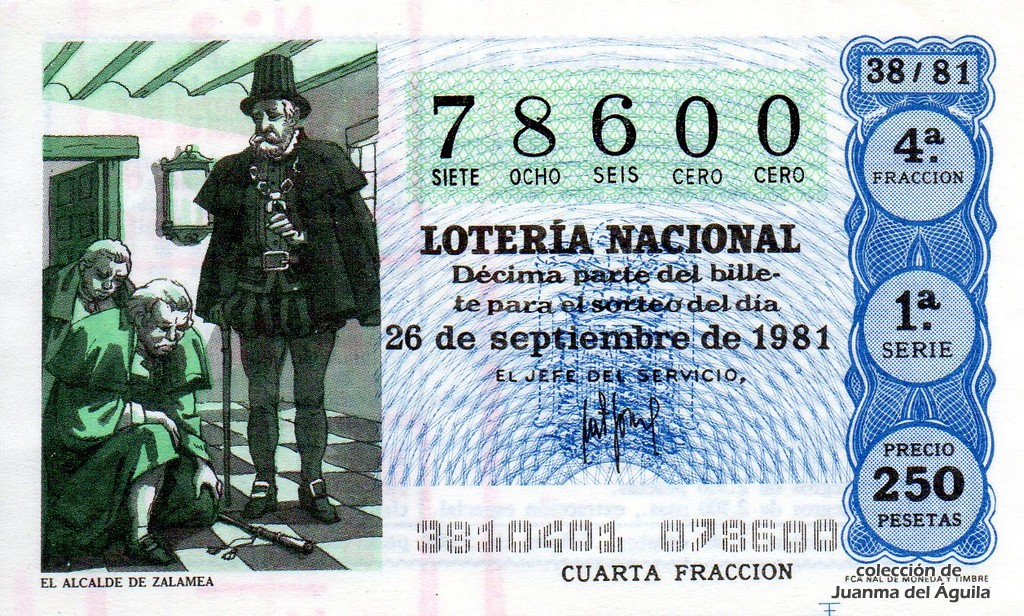 38 / 81
78600
SIETE OCHO SEIS CERO CERO
4ª.
FRACCION
LOTERÍA NACIONAL
Décima parte del bille-
te para el sorteo del día
26 de septiembre de 1981
EL JEFE DEL SERVICIO,
1ª.
SERIE
PRECIO
250
PESETAS
3810401 078600
CUARTA FRACCION
EL ALCALDE DE ZALAMEA
FCA NAL DE MONEDA Y TIMBRE
colección de
Juanma del Águila